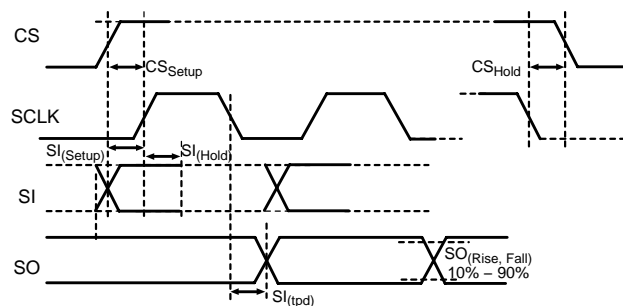 CS
CSSetup
CSHold
SCLK
SI(Setup)
SI(Hold)
SI
SO
SO(Rise, Fall)
10% – 90%
SI(tpd)